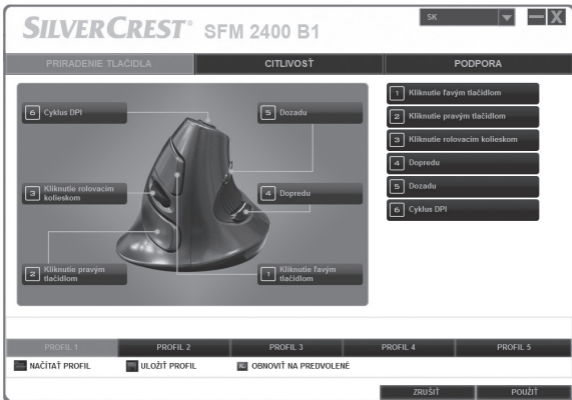 SILVERCREST® SFM 2400 B1
SK
PRIRADENIE TLAČIDLA
CITLIVOSŤ
PODPORA
6 Cyklus DPI
5 Dozadu
3 Kliknutie rolovacím
kolieskom
4 Dopredu
2 Kliknutie pravým
tlačidlom
1 Kliknutie ľavým
tlačidlom
1 Kliknutie ľavým tlačidlom
2 Kliknutie pravým tlačidlom
3 Kliknutie rolovacím kolieskom
4 Dopredu
5 Dozadu
6 Cyklus DPI
PROFIL 1
PROFIL 2
PROFIL 3
PROFIL 4
PROFIL 5
NAČÍTAŤ PROFIL
ULOŽIŤ PROFIL
OBNOVIŤ NA PREDVOLENÉ
ZRUŠIŤ
POUŽIŤ